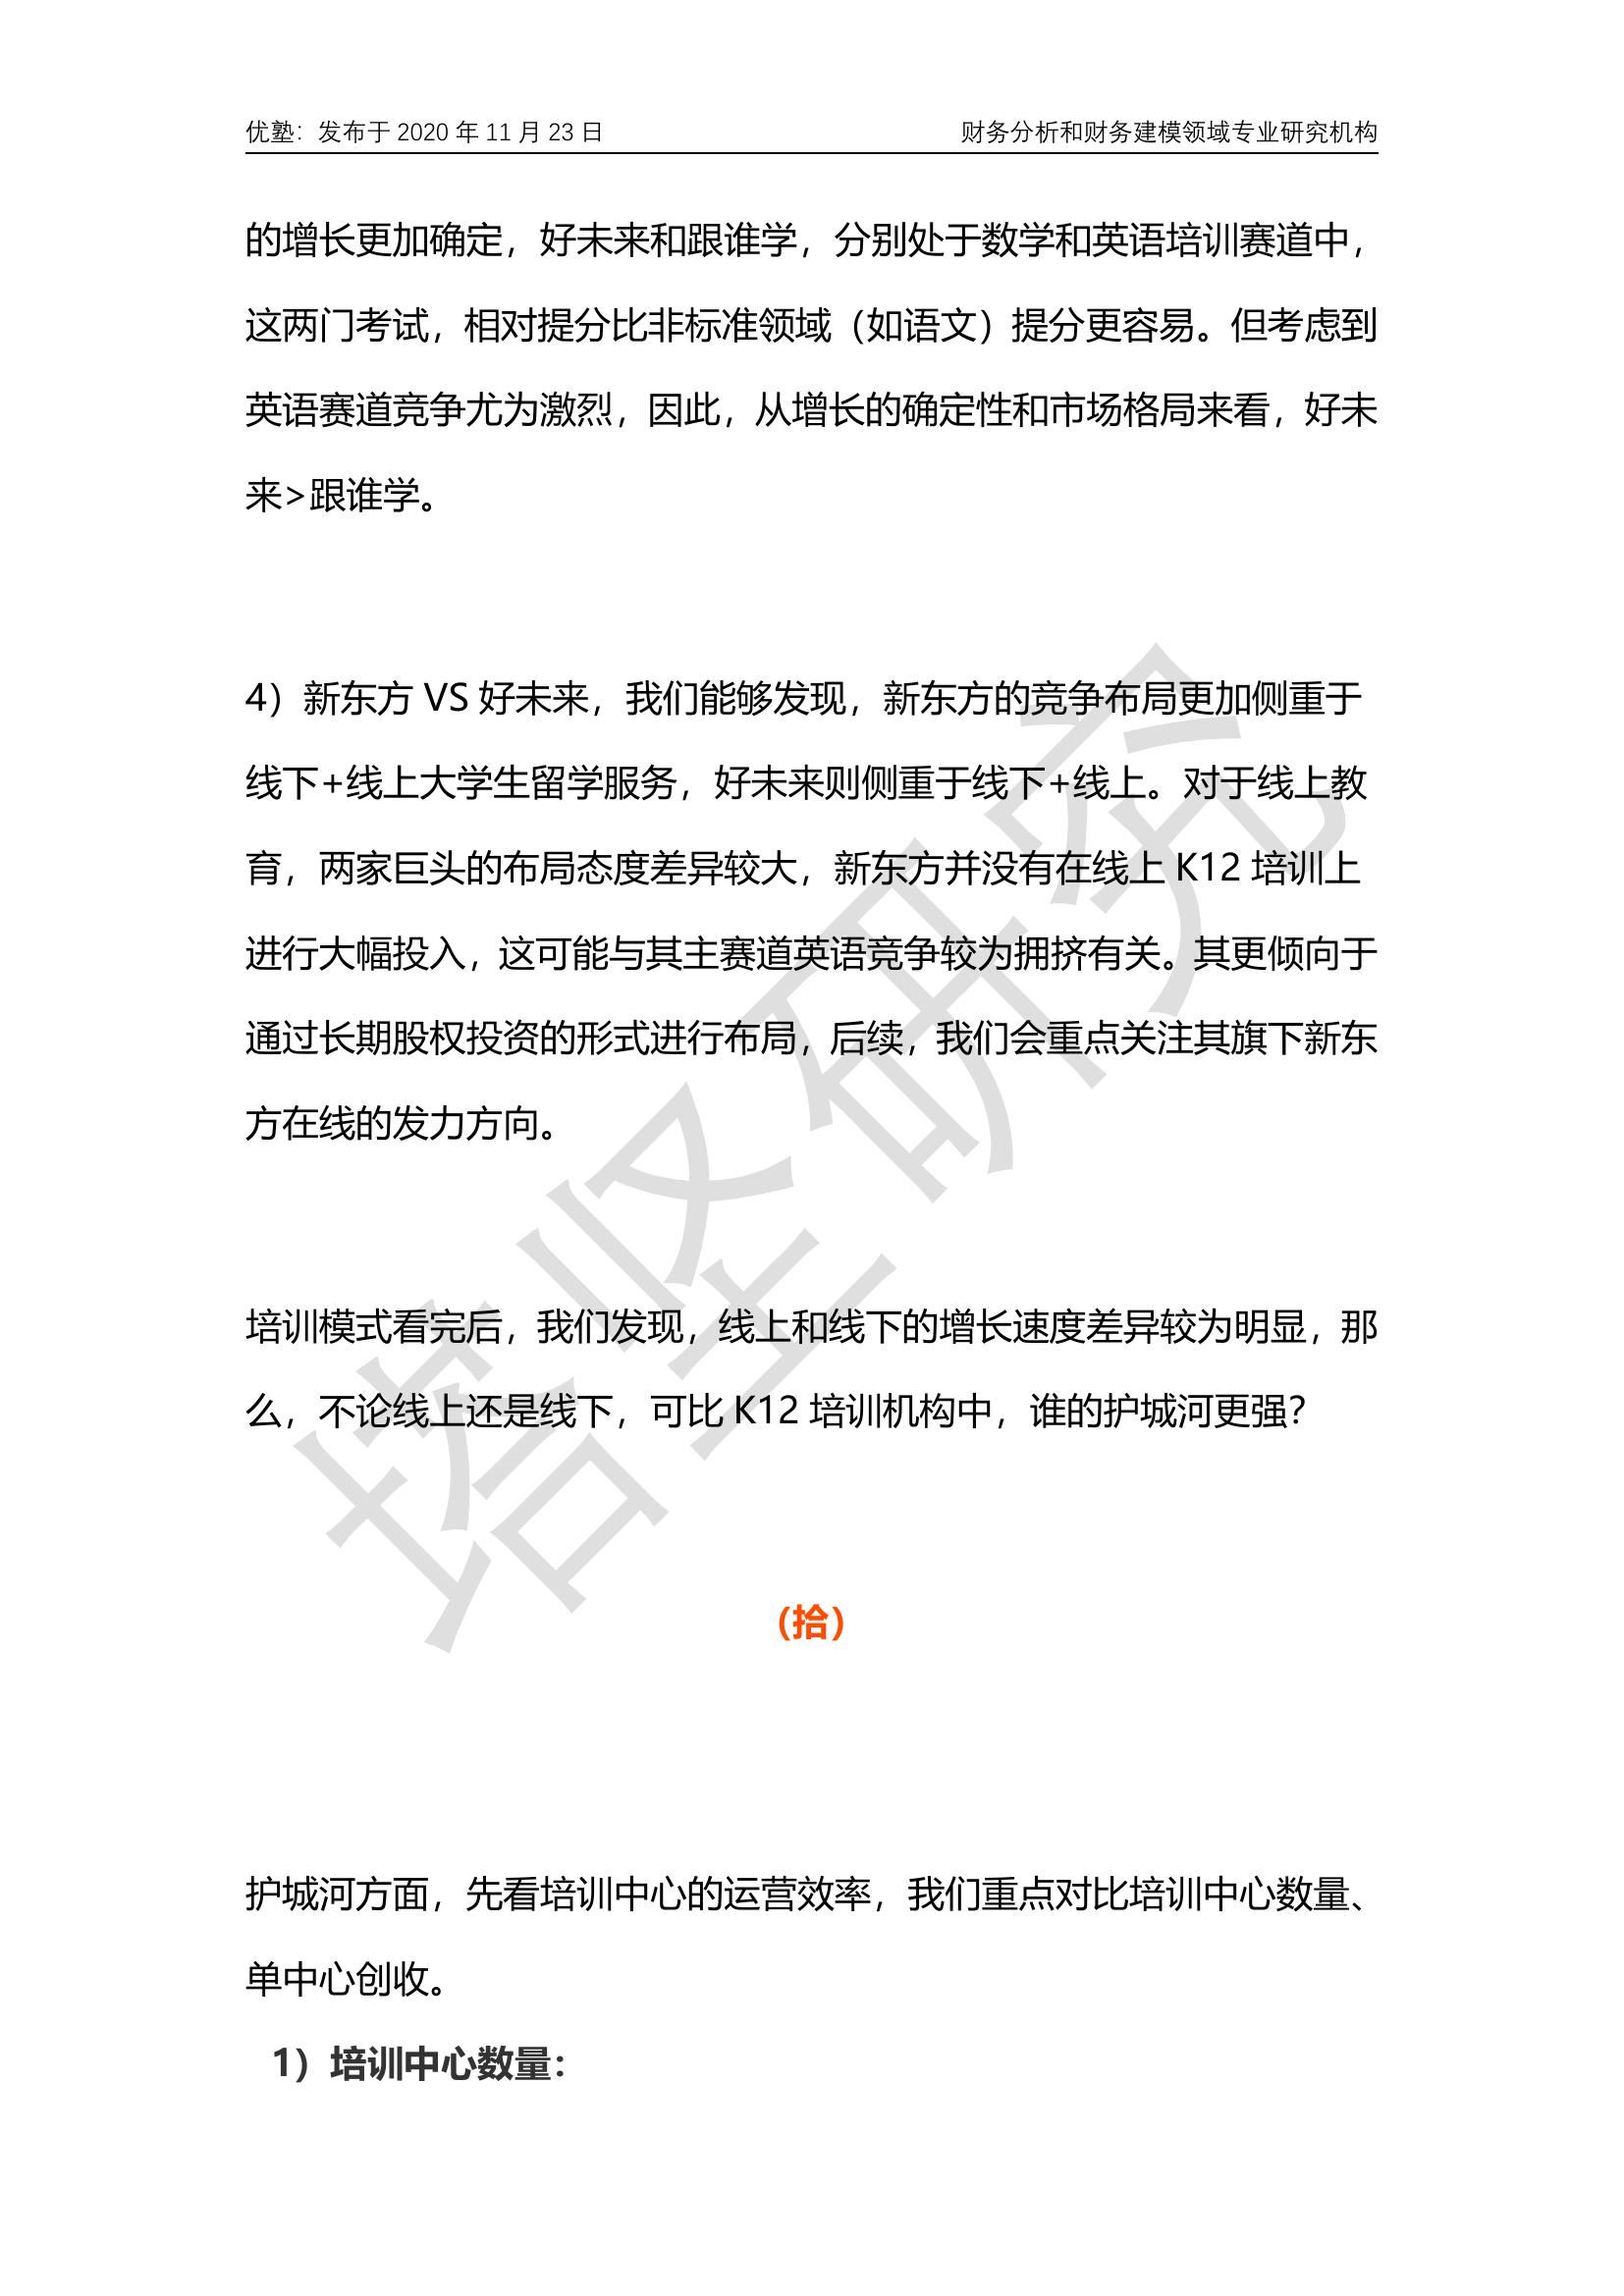 优塾：发布于 2020 年 11 月 23 日
财务分析和财务建模领域专业研究机构
的增长更加确定，好未来和跟谁学，分别处于数学和英语培训赛道中，
这两门考试，相对提分比非标准领域（如语文）提分更容易。但考虑到
英语赛道竞争尤为激烈，因此，从增长的确定性和市场格局来看，好未
来>跟谁学。
4）新东方 VS 好未来，我们能够发现，新东方的竞争布局更加侧重于
线下+线上大学生留学服务，好未来则侧重于线下+线上。对于线上教
育，两家巨头的布局态度差异较大，新东方并没有在线上 K12 培训上
进行大幅投入，这可能与其主赛道英语竞争较为拥挤有关。其更倾向于
通过长期股权投资的形式进行布局，后续，我们会重点关注其旗下新东
方在线的发力方向。
培训模式看完后，我们发现，线上和线下的增长速度差异较为明显，那
么，不论线上还是线下，可比 K12 培训机构中，谁的护城河更强？
（拾）
护城河方面，先看培训中心的运营效率，我们重点对比培训中心数量、
单中心创收。
1）培训中心数量：
塔坚研究